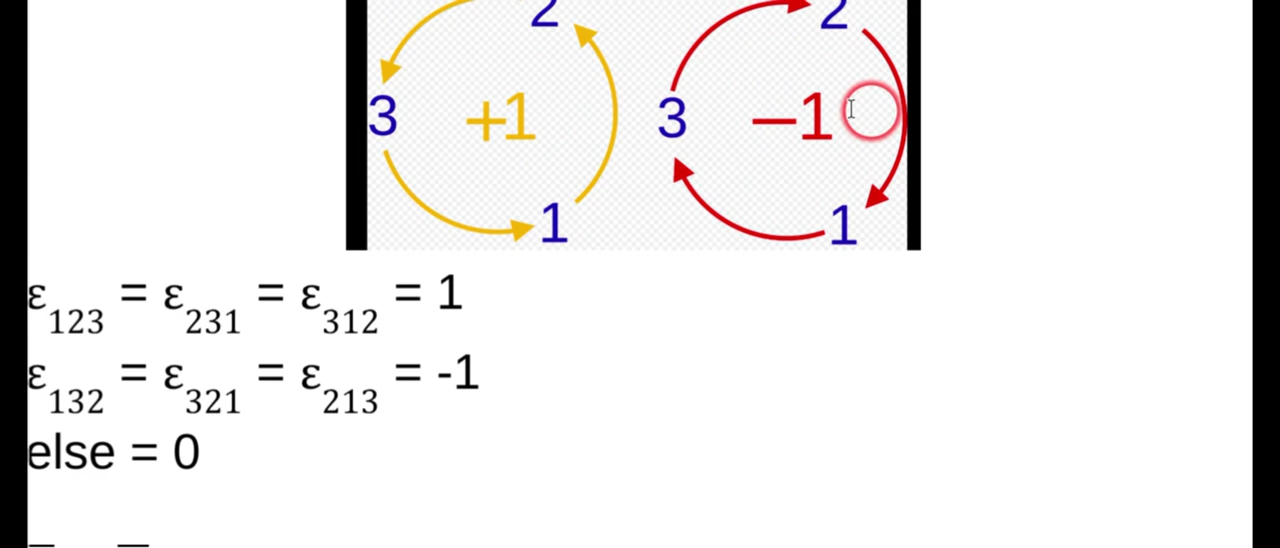 2 2
3 +1 3 −1
1 1
ε123 = ε231 = ε312 = 1
ε132 = ε321 = ε213 = -1
else = 0